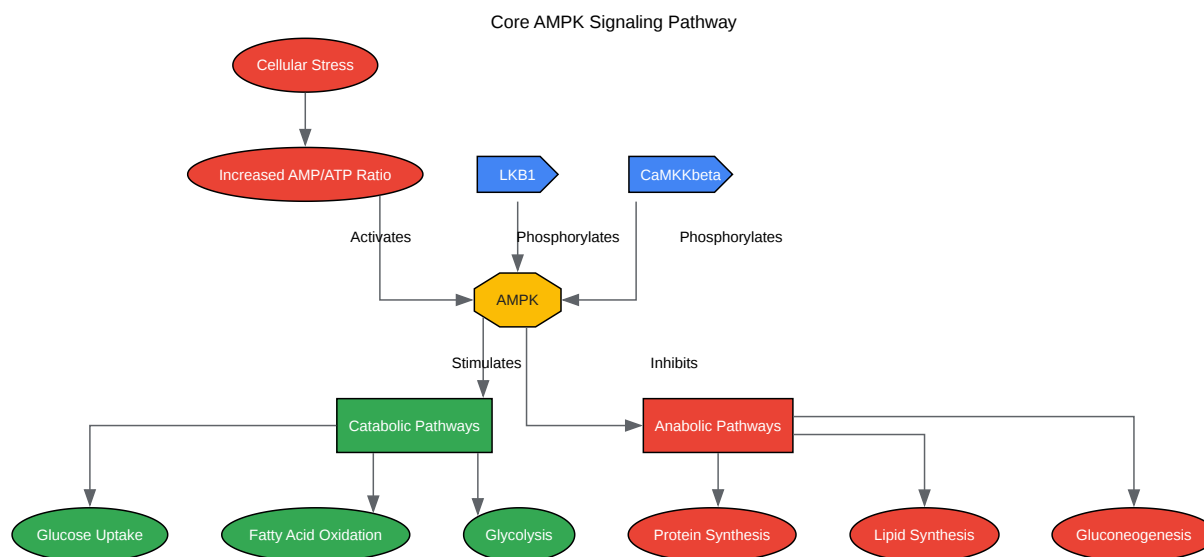 Core AMPK Signaling Pathway
Cellular Stress
Increased AMP/ATP Ratio
LKB1
CaMKKbeta
Activates
Phosphorylates
Phosphorylates
AMPK
Stimulates
Inhibits
Catabolic Pathways
Anabolic Pathways
Glucose Uptake
Fatty Acid Oxidation
Glycolysis
Protein Synthesis
Lipid Synthesis
Gluconeogenesis